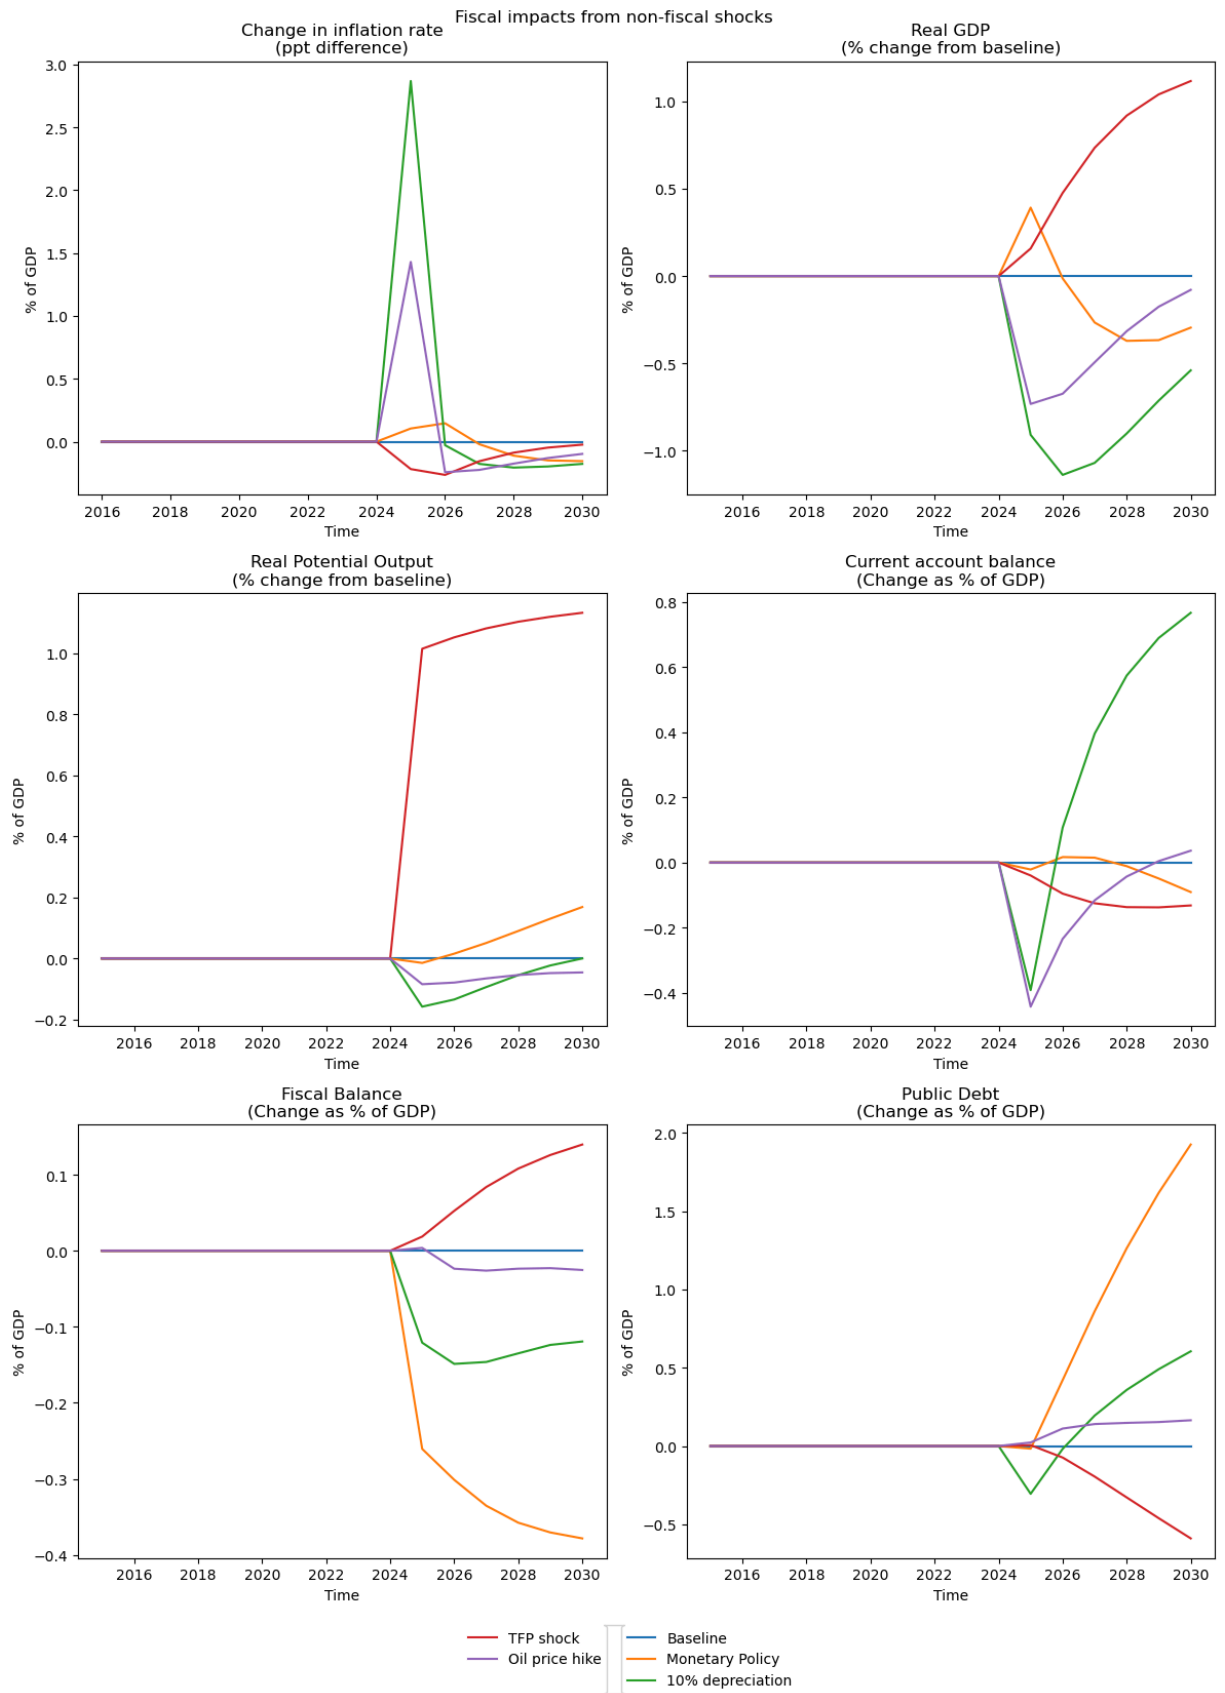 Fiscal impacts from non-fiscal shocks
Change in inflation rate
(ppt difference)
3.0
2.5
2.0
1.5
1.0
0.5
0.0
% of GDP
2016 2018 2020 2022 2024 2026 2028 2030
Time
Real GDP
(% change from baseline)
1.0
0.5
0.0
−0.5
−1.0
% of GDP
2016 2018 2020 2022 2024 2026 2028 2030
Time
Real Potential Output
(% change from baseline)
1.0
0.8
0.6
0.4
0.2
0.0
−0.2
% of GDP
2016 2018 2020 2022 2024 2026 2028 2030
Time
Current account balance
(Change as % of GDP)
0.8
0.6
0.4
0.2
0.0
−0.2
−0.4
% of GDP
2016 2018 2020 2022 2024 2026 2028 2030
Time
Fiscal Balance
(Change as % of GDP)
0.1
0.0
−0.1
−0.2
−0.3
−0.4
% of GDP
2016 2018 2020 2022 2024 2026 2028 2030
Time
Public Debt
(Change as % of GDP)
2.0
1.5
1.0
0.5
0.0
−0.5
% of GDP
2016 2018 2020 2022 2024 2026 2028 2030
Time
TFP shock
Oil price hike
Baseline
Monetary Policy
10% depreciation